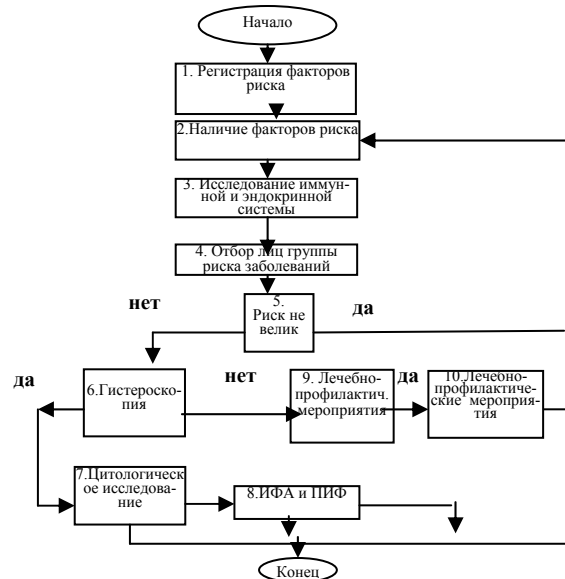 Начало
1. Регистрация факторов
риска
2.Наличие факторов риска
3. Исследование иммун-
ной и эндокринной
системы
4. Отбор лиц группы
риска заболеваний
нет
5.
Риск не
велик
да
да
6.Гистероско-
пия
нет
9. Лечебно-
профилактич.
мероприятия
да
10.Лечебно-
профилактиче-
ские мероприя-
тия
7.Цитологическ
ое исследова-
ние
8.ИФА и ПИФ
Конец